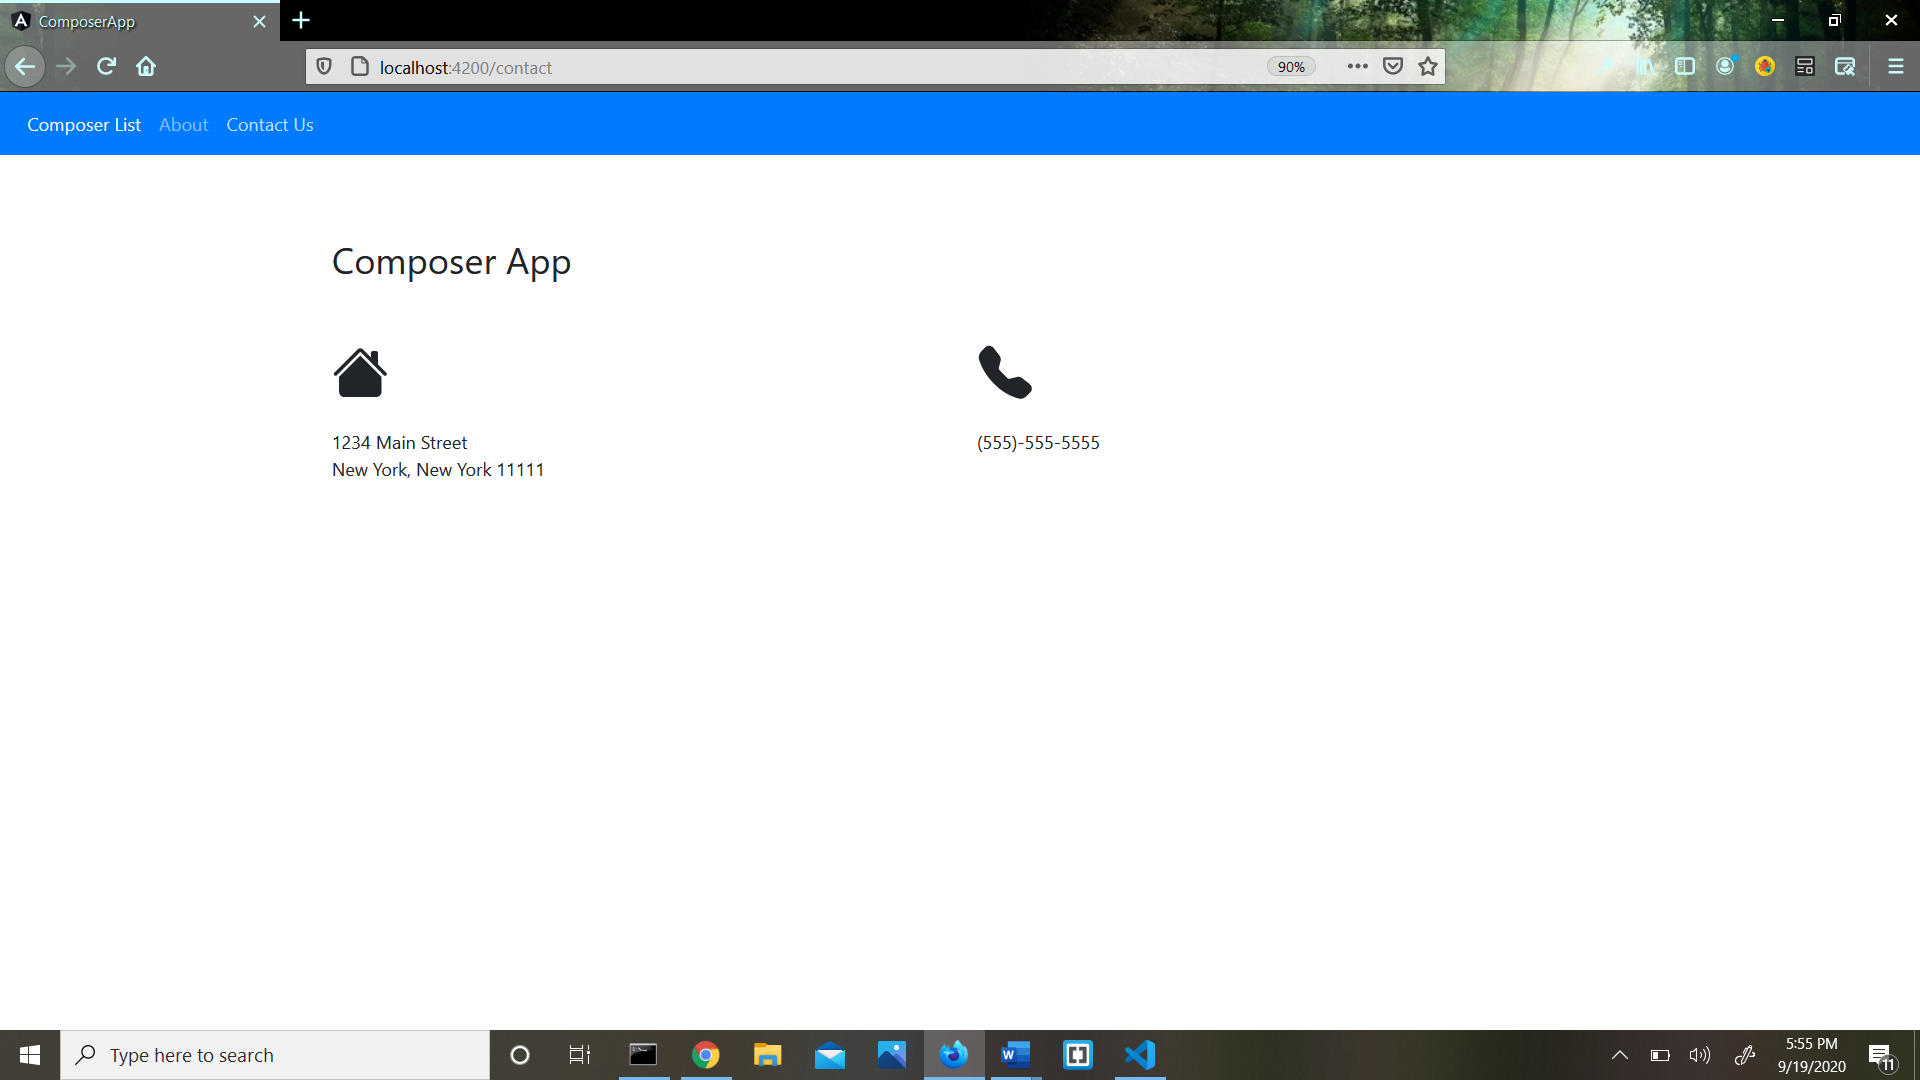 ComposerApp
localhost:4200/contact
90%
Composer List About Contact Us
Composer App
1234 Main Street
New York, New York 11111
(555)-555-5555
Type here to search
5:55 PM
9/19/2020
11